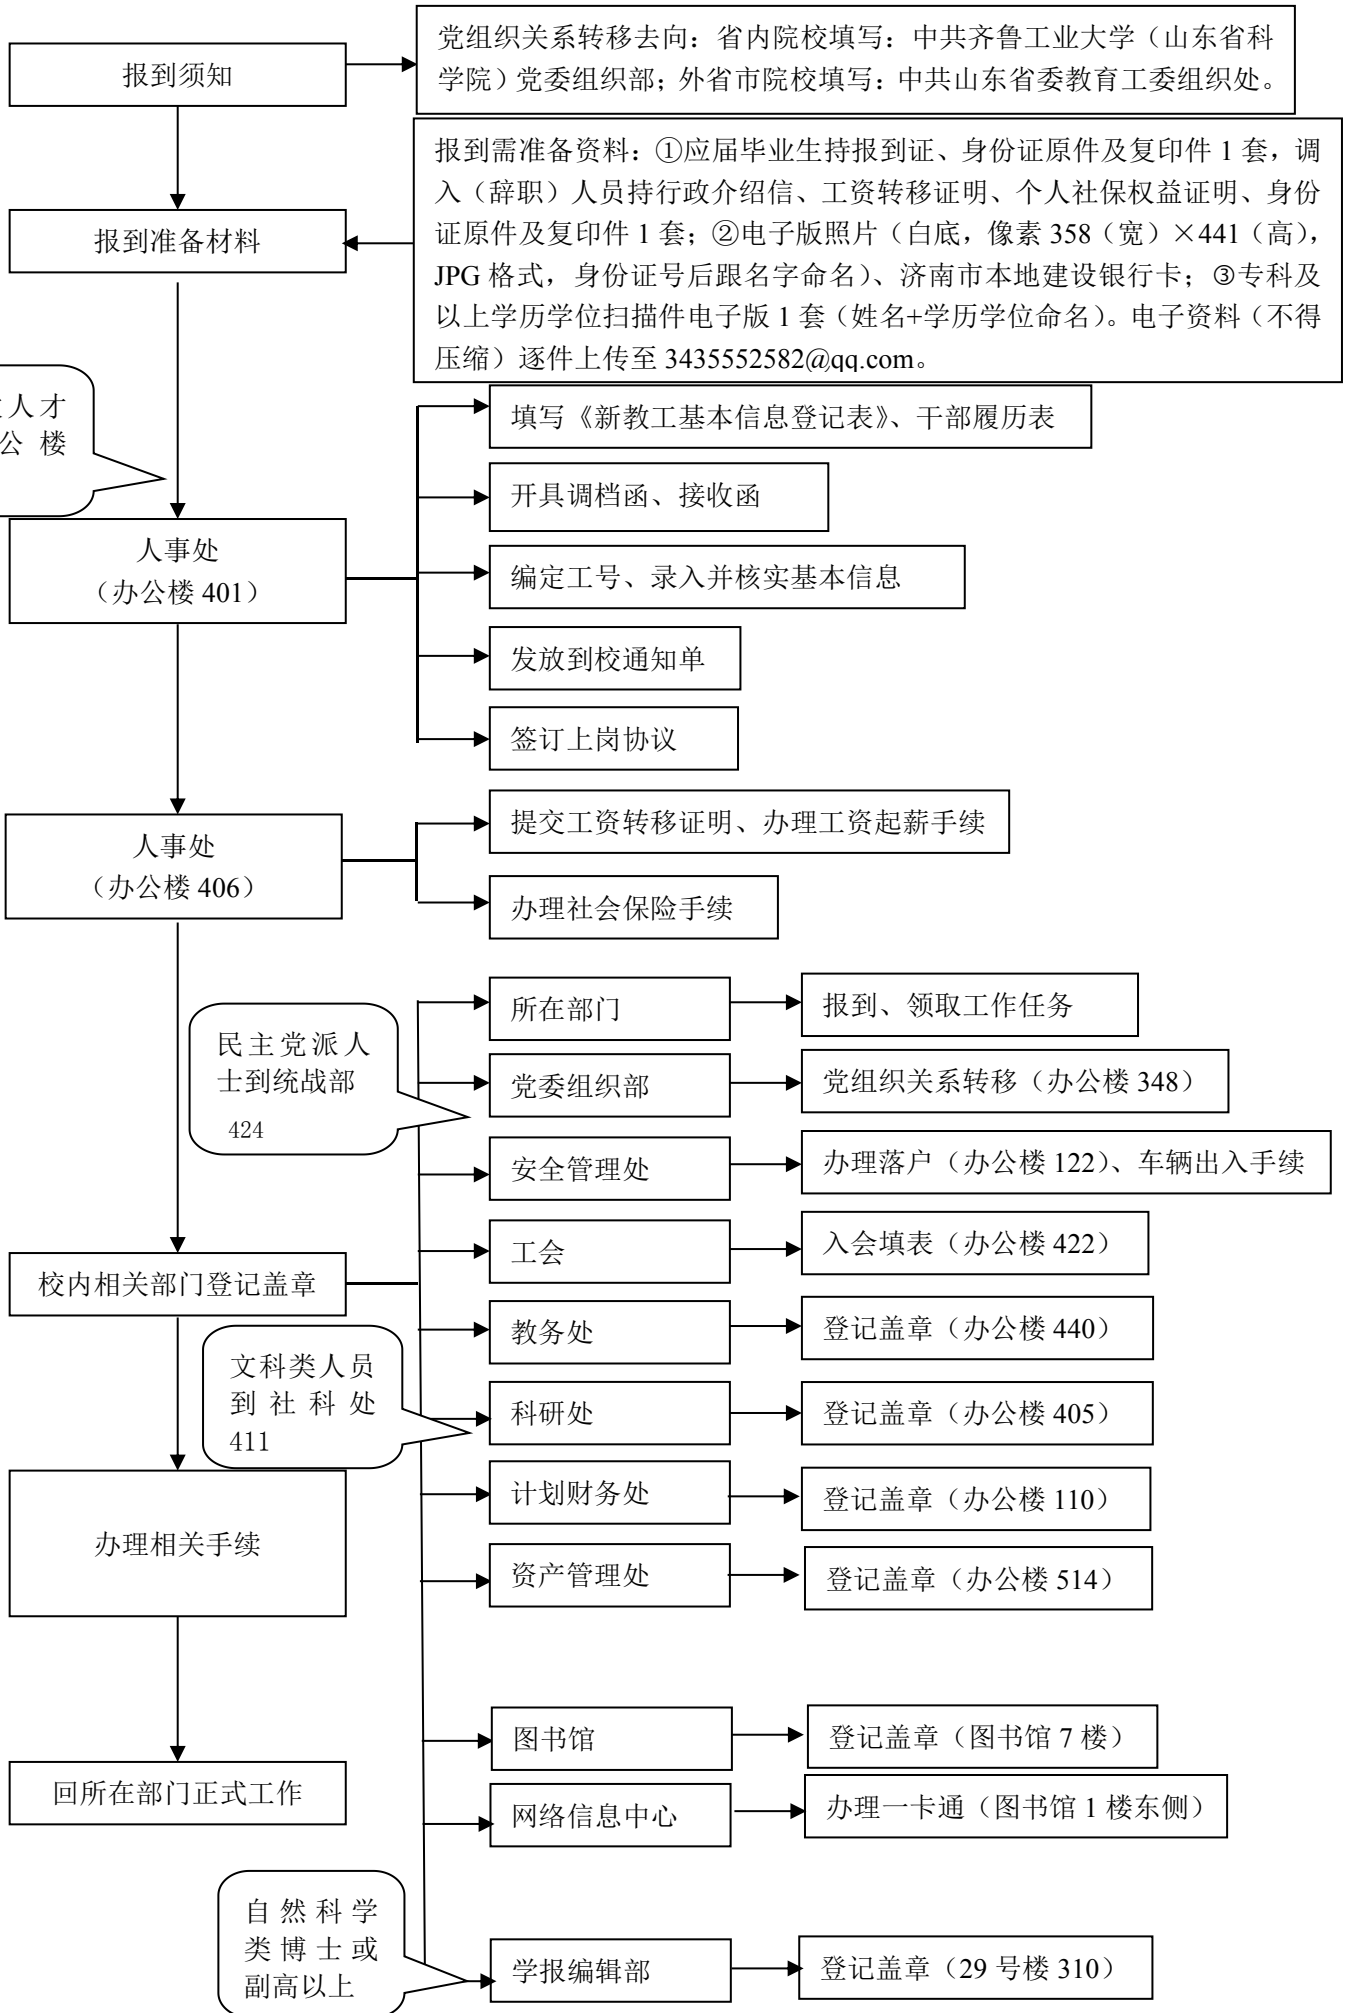 报到须知
党组织关系转移去向：省内院校填写：中共齐鲁工业大学（山东省科
学院）党委组织部；外省市院校填写：中共山东省委教育工委组织处。
报到准备材料
报到需准备资料：①应届毕业生持报到证、身份证原件及复印件 1 套，调
入（辞职）人员持行政介绍信、工资转移证明、个人社保权益证明、身份
证原件及复印件 1 套；②电子版照片（白底，像素 358（宽）×441（高），
JPG 格式，身份证号后跟名字命名）、济南市本地建设银行卡；③专科及
以上学历学位扫描件电子版 1 套（姓名+学历学位命名）。电子资料（不得
压缩）逐件上传至 3435552582@qq.com。
人才
公 楼
人事处
（办公楼 401）
填写《新教工基本信息登记表》、干部履历表
开具调档函、接收函
编定工号、录入并核实基本信息
发放到校通知单
签订上岗协议
人事处
（办公楼 406）
提交工资转移证明、办理工资起薪手续
办理社会保险手续
校内相关部门登记盖章
所在部门
报到、领取工作任务
民主党派人
士到统战部
424
党委组织部
党组织关系转移（办公楼 348）
安全管理处
办理落户（办公楼 122）、车辆出入手续
工会
入会填表（办公楼 422）
教务处
登记盖章（办公楼 440）
文科类人员
到 社 科 处
411
科研处
登记盖章（办公楼 405）
计划财务处
登记盖章（办公楼 110）
资产管理处
登记盖章（办公楼 514）
办理相关手续
图书馆
登记盖章（图书馆 7 楼）
网络信息中心
办理一卡通（图书馆 1 楼东侧）
回所在部门正式工作
自 然 科 学
类 博 士 或
副高以上
学报编辑部
登记盖章（29 号楼 310）